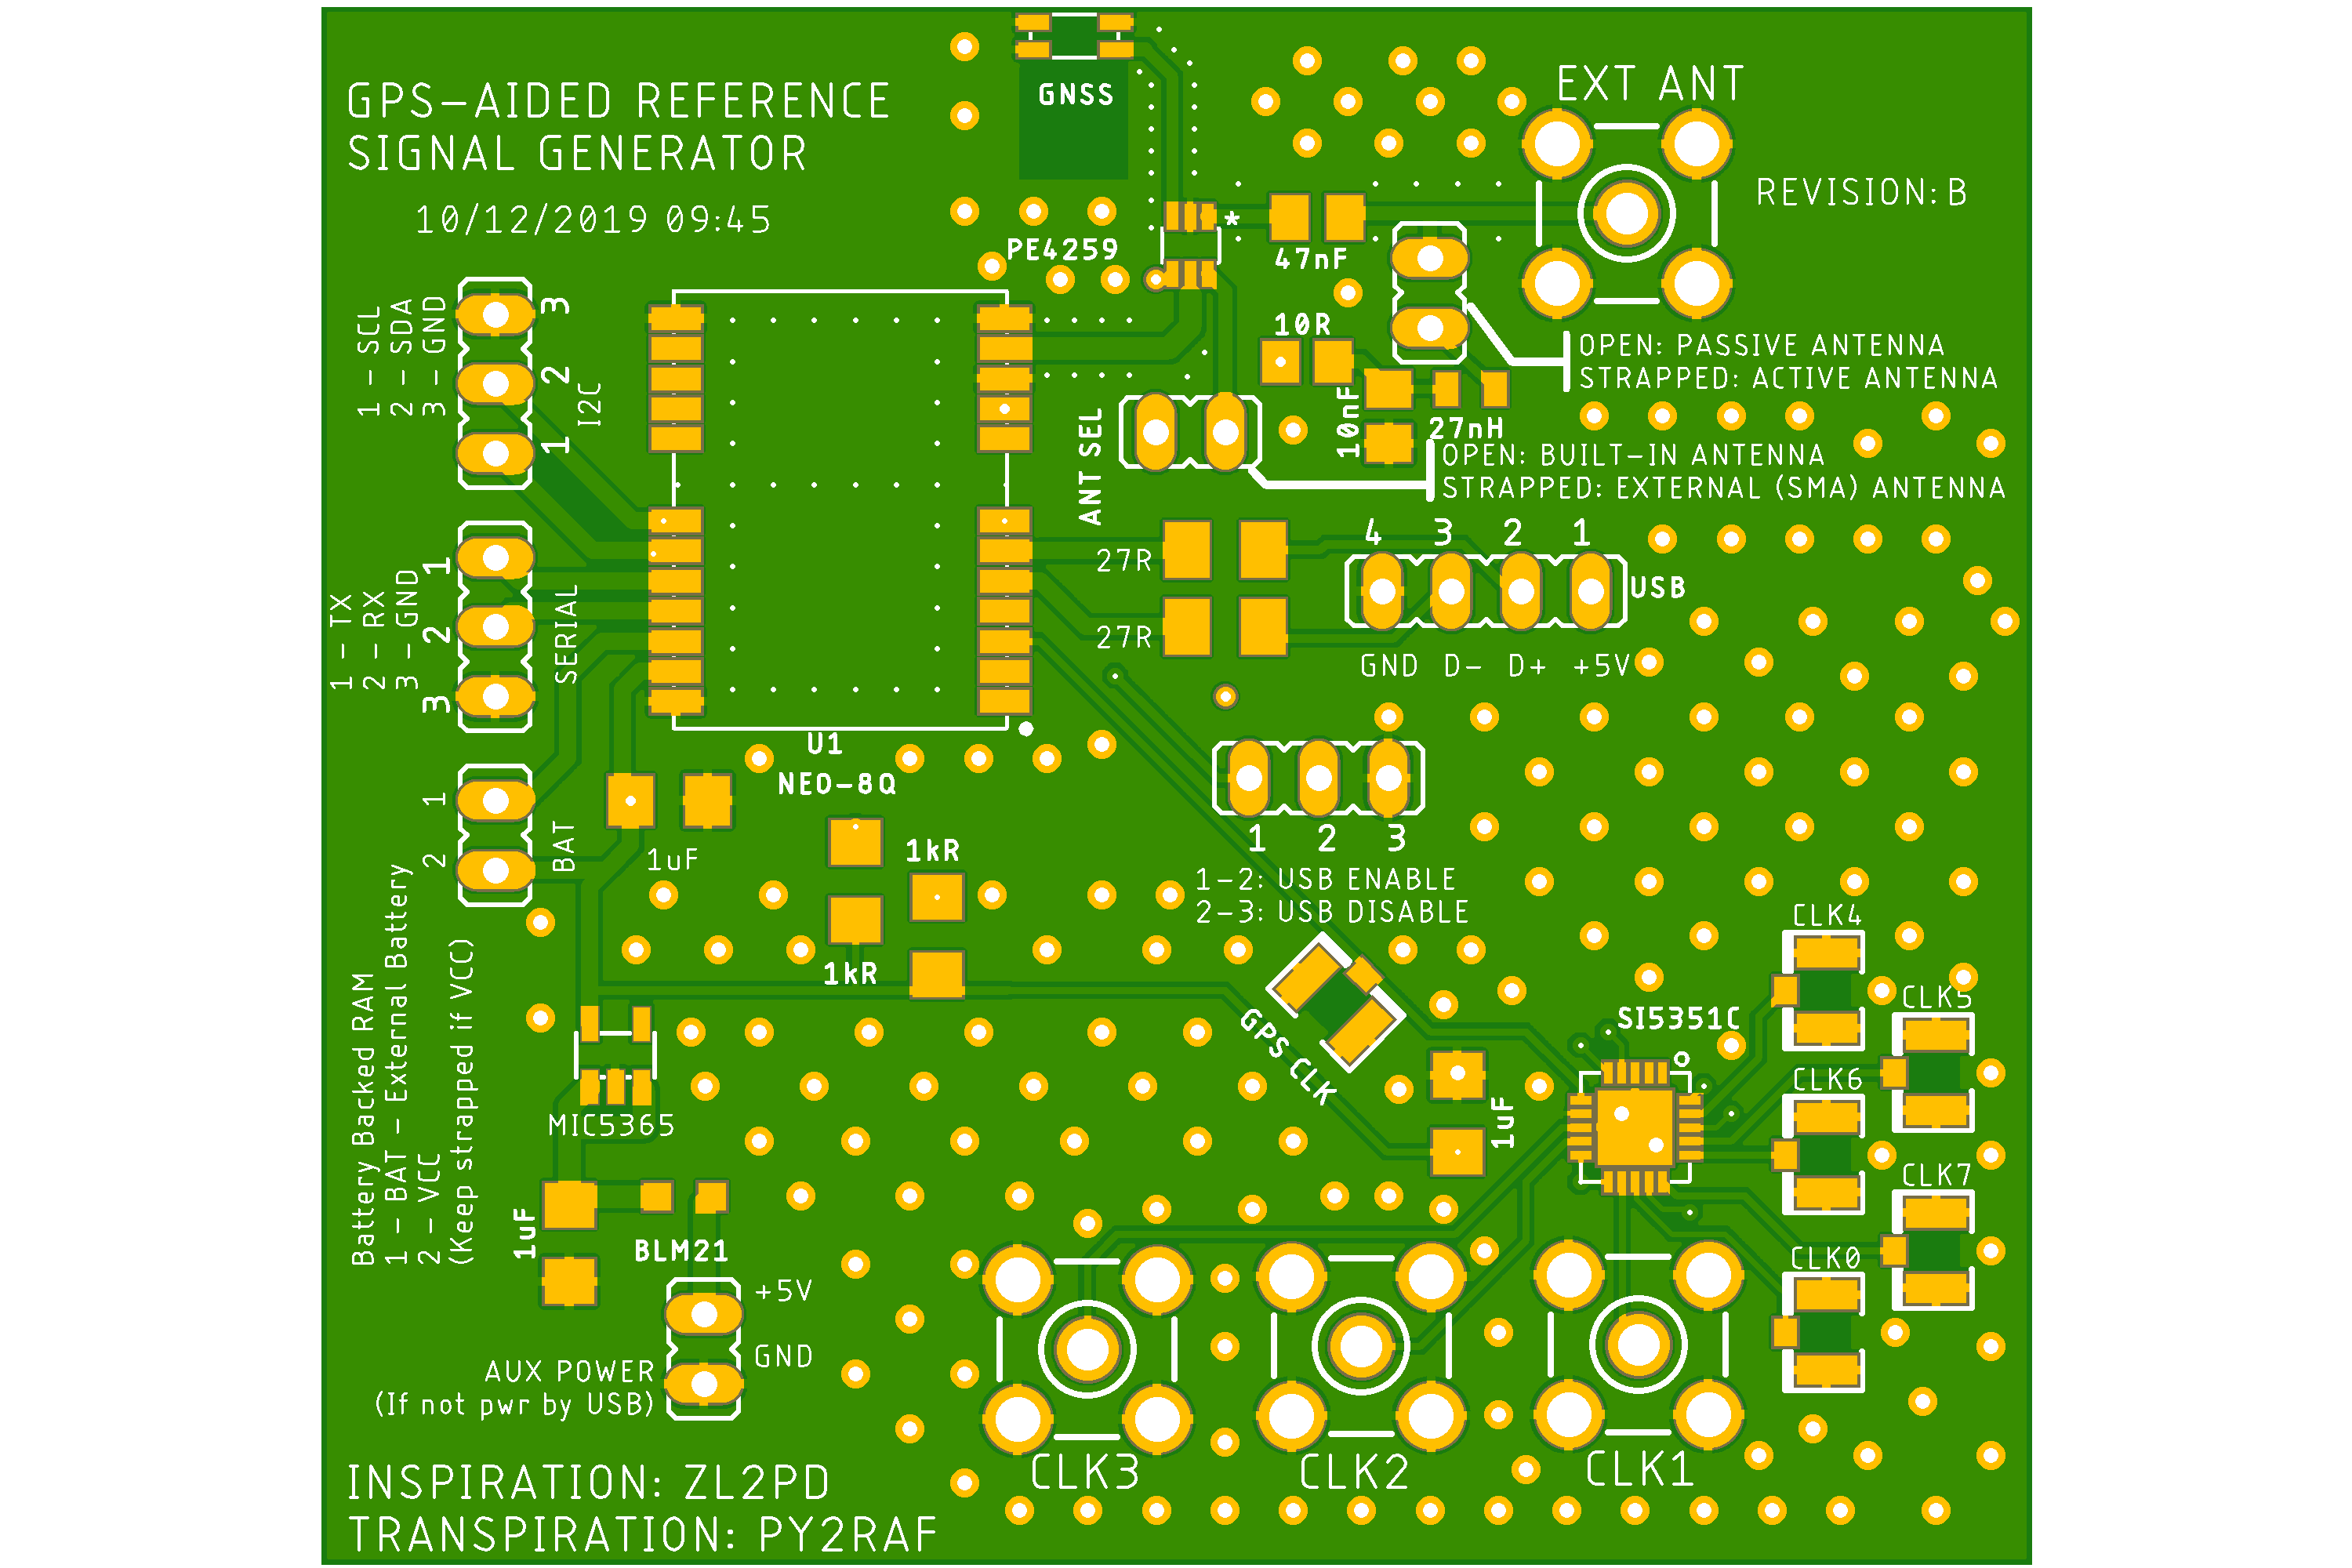 GPS-AIDED REFERENCE
SIGNAL GENERATOR
10/12/2019 09:45
GNSS
EXT ANT
REVISION: B
PE4259
*
47nF
10R
OPEN: PASSIVE ANTENNA
STRAPPED: ACTIVE ANTENNA
10nF
27nH
ANT SEL
OPEN: BUILT-IN ANTENNA
STRAPPED: EXTERNAL (SMA) ANTENNA
1 - SCL
2 - SDA
3 - GND
3
2
1
I2C
1 - TX
2 - RX
3 - GND
1
2
3
SERIAL
27R
27R
4 3 2 1
USB
GND D- D+ +5V
U1
NEO-8Q
1
2
BAT
1uF
1kR
1kR
1 2 3
1-2: USB ENABLE
2-3: USB DISABLE
Battery Backed RAM
1 - BAT - External Battery
2 - VCC
(Keep strapped if VCC)
MIC5365
GPS CLK
1uF
SI5351C
CLK4
CLK5
CLK6
CLK7
CLK0
1uF
BLM21
+5V
GND
AUX POWER
(If not pwr by USB)
CLK3
CLK2
CLK1
INSPIRATION: ZL2PD
TRANSPIRATION: PY2RAF